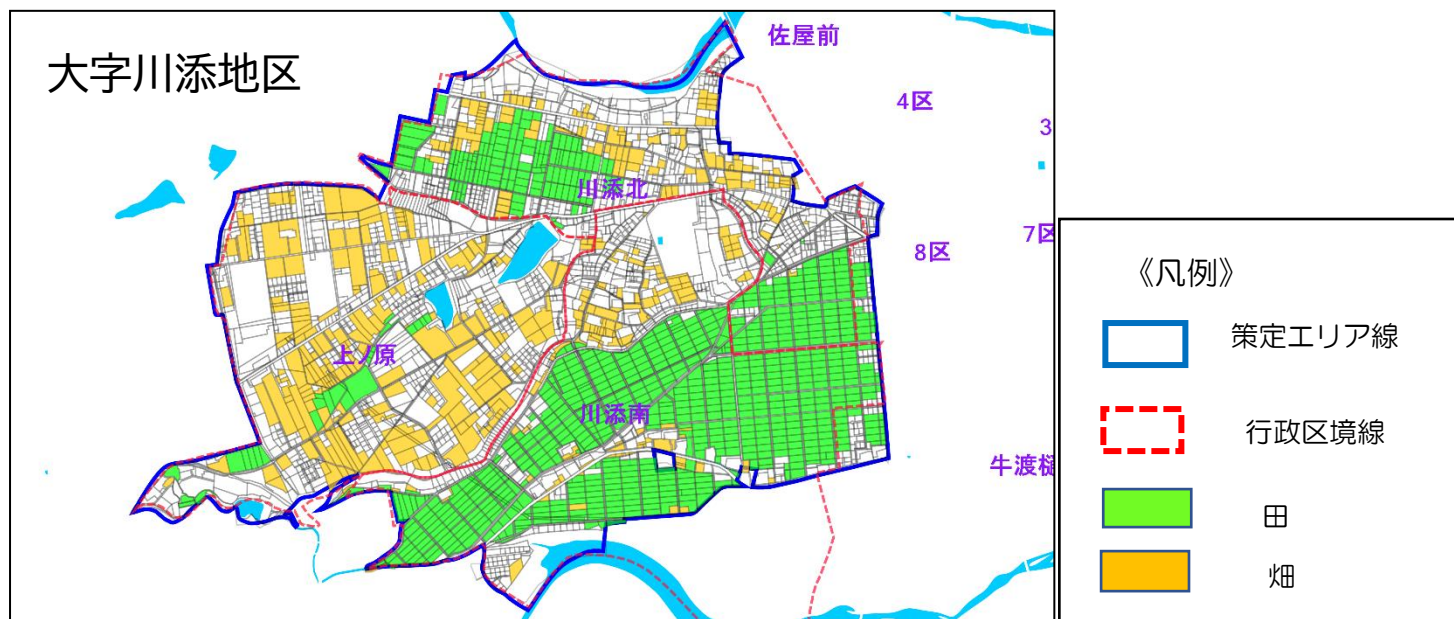 大字川添地区
佐屋前
4区
3
川添北
7区
8区
上ノ原
川添南
牛渡樋
《凡例》
策定エリア線
行政区境線
田
畑